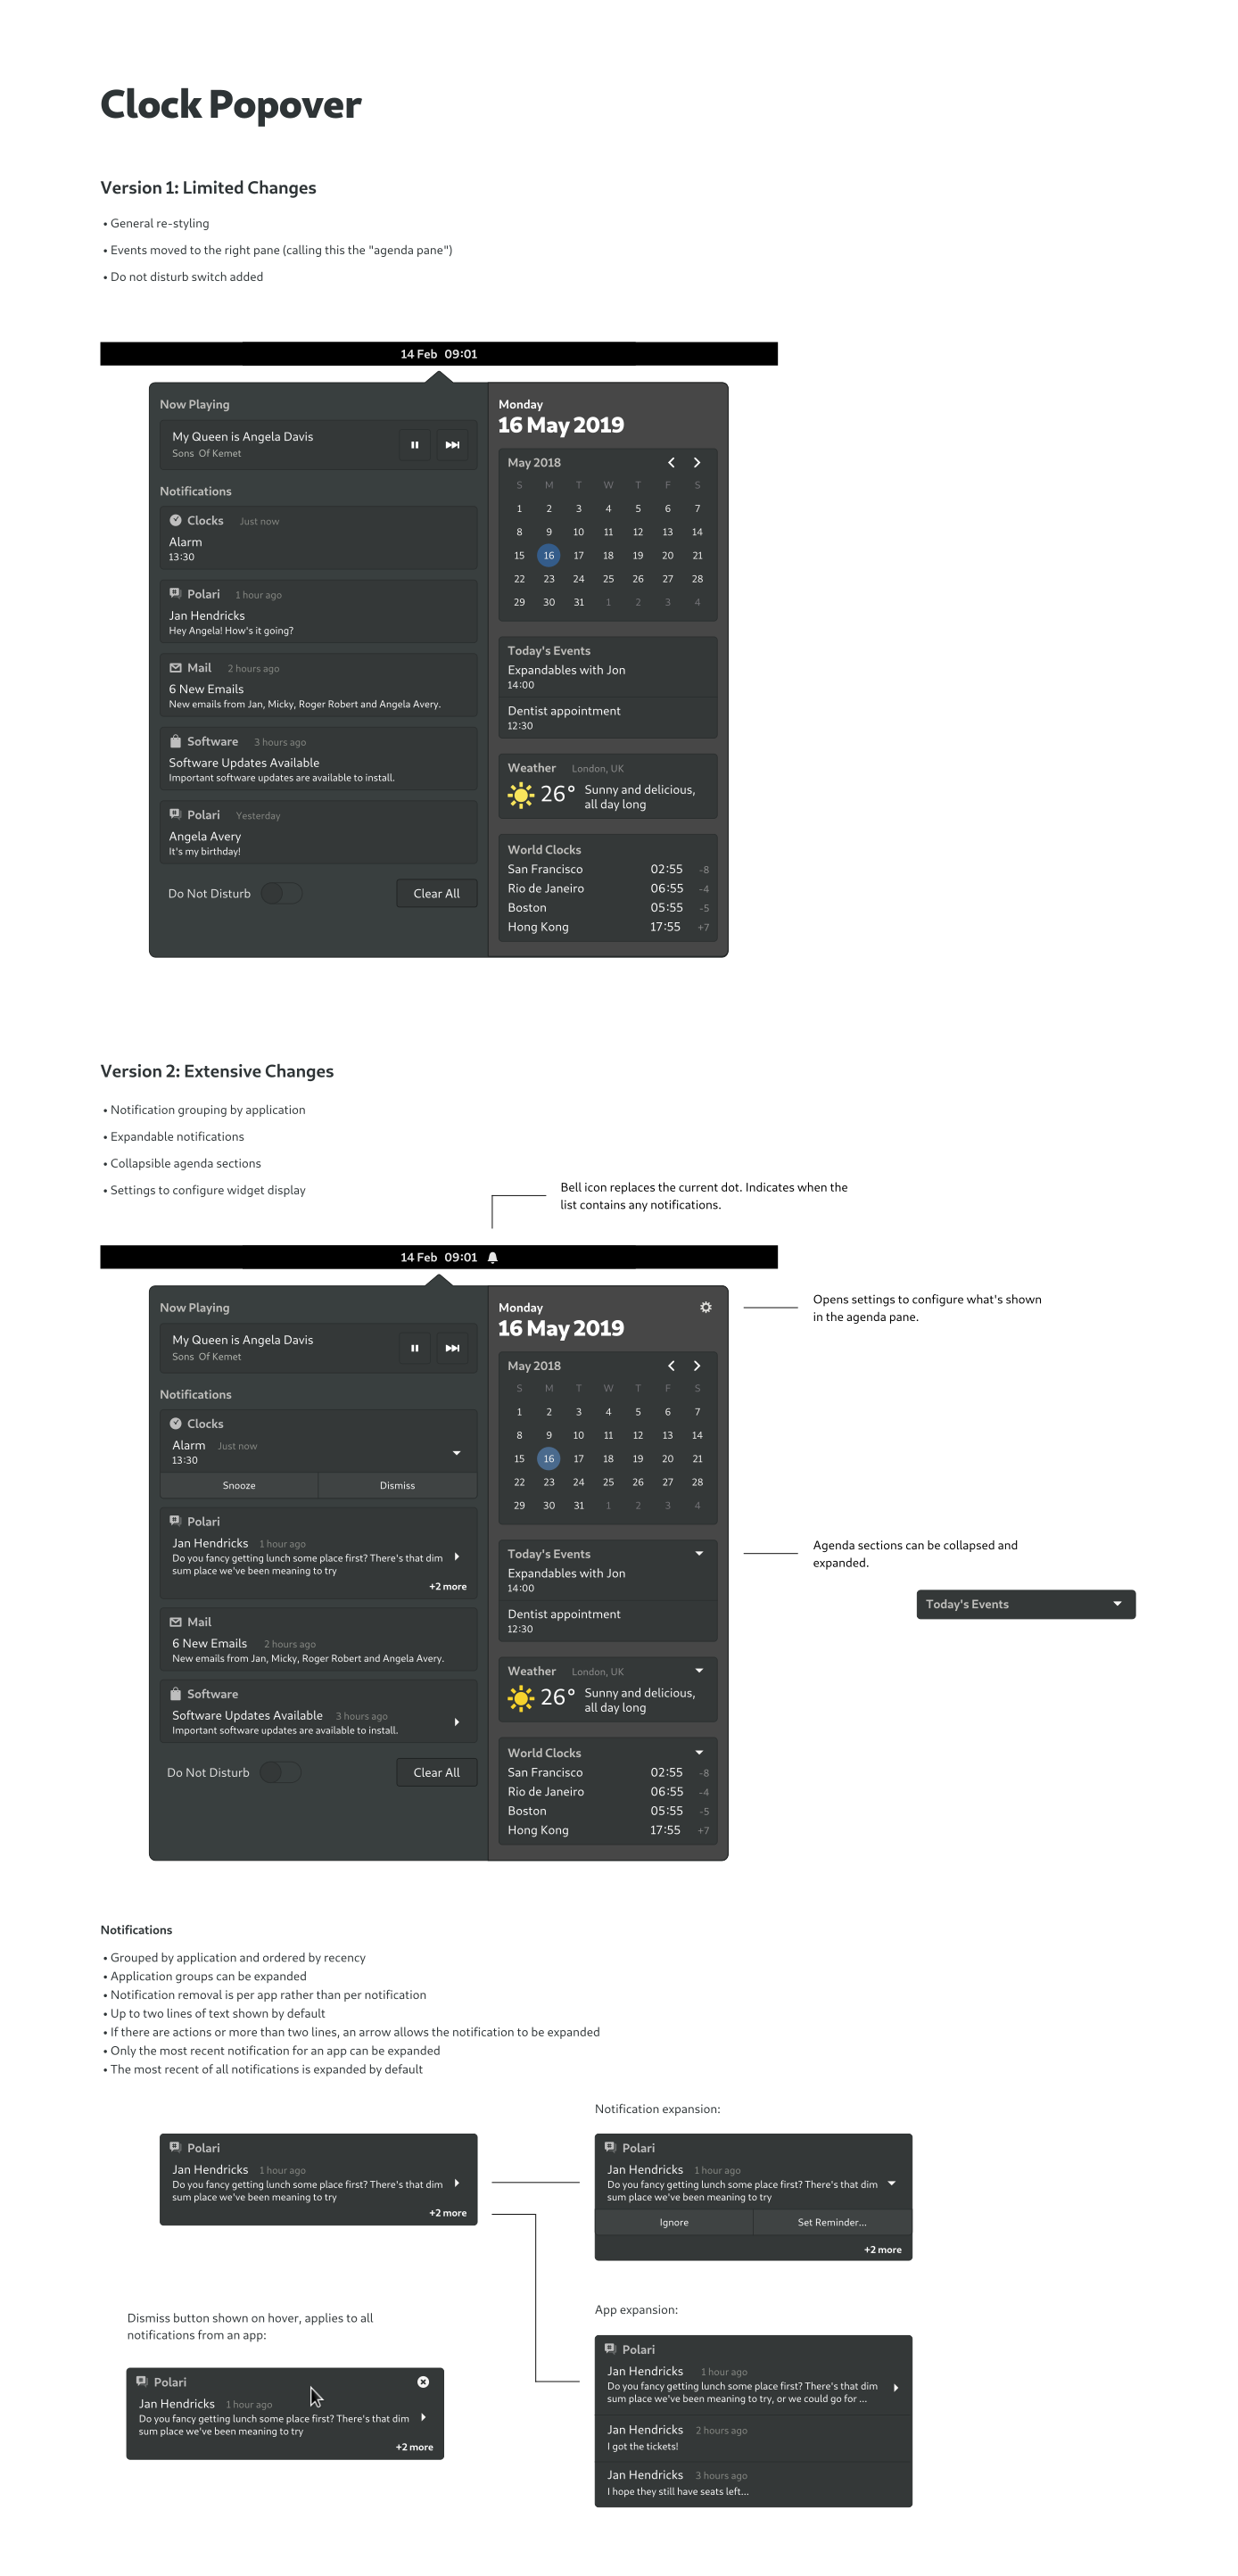 Clock Popover
Version 1: Limited Changes
• General re-styling
• Events moved to the right pane (calling this the "agenda pane")
• Do not disturb switch added
14 Feb 09:01
Now Playing
My Queen is Angela Davis
Sons Of Kemet
Notifications
Clocks Just now
Alarm
13:30
Polari 1 hour ago
Jan Hendricks
Hey Angela! How's it going?
Mail 2 hours ago
6 New Emails
New emails from Jan, Micky, Roger Robert and Angela Avery.
Software 3 hours ago
Software Updates Available
Important software updates are available to install.
Polari Yesterday
Angela Avery
It's my birthday!
Do Not Disturb
Clear All
Monday
16 May 2019
May 2018
S M T W T F S
1 2 3 4 5 6 7
8 9 10 11 12 13 14
15 16 17 18 19 20 21
22 23 24 25 26 27 28
29 30 31 1 2 3 4
Today's Events
Expandables with Jon
14:00
Dentist appointment
12:30
Weather London, UK
26° Sunny and delicious,
all day long
World Clocks
San Francisco 02:55 -8
Rio de Janeiro 06:55 -4
Boston 05:55 -5
Hong Kong 17:55 +7
Version 2: Extensive Changes
• Notification grouping by application
• Expandable notifications
• Collapsible agenda sections
• Settings to configure widget display
Bell icon replaces the current dot. Indicates when the
list contains any notifications.
14 Feb 09:01
Now Playing
My Queen is Angela Davis
Sons Of Kemet
Notifications
Clocks
Alarm Just now
13:30
Snooze Dismiss
Polari
Jan Hendricks 1 hour ago
Do you fancy getting lunch some place first? There's that dim
sum place we've been meaning to try
+2 more
Mail
6 New Emails 2 hours ago
New emails from Jan, Micky, Roger Robert and Angela Avery.
Software
Software Updates Available 3 hours ago
Important software updates are available to install.
Do Not Disturb
Clear All
Monday
16 May 2019
May 2018
S M T W T F S
1 2 3 4 5 6 7
8 9 10 11 12 13 14
15 16 17 18 19 20 21
22 23 24 25 26 27 28
29 30 31 1 2 3 4
Today's Events
Expandables with Jon
14:00
Dentist appointment
12:30
Weather London, UK
26° Sunny and delicious,
all day long
World Clocks
San Francisco 02:55 -8
Rio de Janeiro 06:55 -4
Boston 05:55 -5
Hong Kong 17:55 +7
Opens settings to configure what's shown
in the agenda pane.
Agenda sections can be collapsed and
expanded.
Today's Events
Notifications
• Grouped by application and ordered by recency
• Application groups can be expanded
• Notification removal is per app rather than per notification
• Up to two lines of text shown by default
• If there are actions or more than two lines, an arrow allows the notification to be expanded
• Only the most recent notification for an app can be expanded
• The most recent of all notifications is expanded by default
Polari
Jan Hendricks 1 hour ago
Do you fancy getting lunch some place first? There's that dim
sum place we've been meaning to try
+2 more
Notification expansion:
Polari
Jan Hendricks 1 hour ago
Do you fancy getting lunch some place first? There's that dim
sum place we've been meaning to try
Ignore Set Reminder...
+2 more
Dismiss button shown on hover, applies to all
notifications from an app:
Polari
Jan Hendricks 1 hour ago
Do you fancy getting lunch some place first? There's that dim
sum place we've been meaning to try
+2 more
App expansion:
Polari
Jan Hendricks 1 hour ago
Do you fancy getting lunch some place first? There's that dim
sum place we've been meaning to try, or we could go for ...
Jan Hendricks 2 hours ago
I got the tickets!
Jan Hendricks 3 hours ago
I hope they still have seats left...